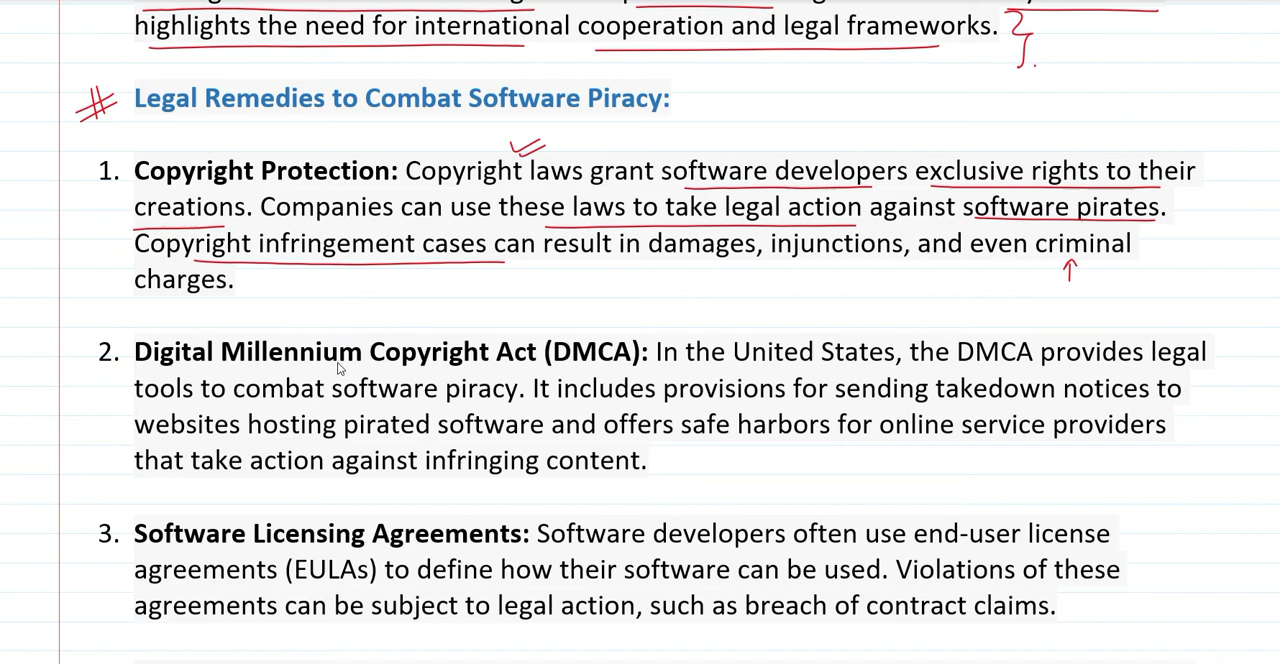 highlights the need for international cooperation and legal frameworks.
# Legal Remedies to Combat Software Piracy:
1. Copyright Protection: Copyright laws grant software developers exclusive rights to their
creations. Companies can use these laws to take legal action against software pirates.
Copyright infringement cases can result in damages, injunctions, and even criminal
charges.
2. Digital Millennium Copyright Act (DMCA): In the United States, the DMCA provides legal
tools to combat software piracy. It includes provisions for sending takedown notices to
websites hosting pirated software and offers safe harbors for online service providers
that take action against infringing content.
3. Software Licensing Agreements: Software developers often use end-user license
agreements (EULAs) to define how their software can be used. Violations of these
agreements can be subject to legal action, such as breach of contract claims.